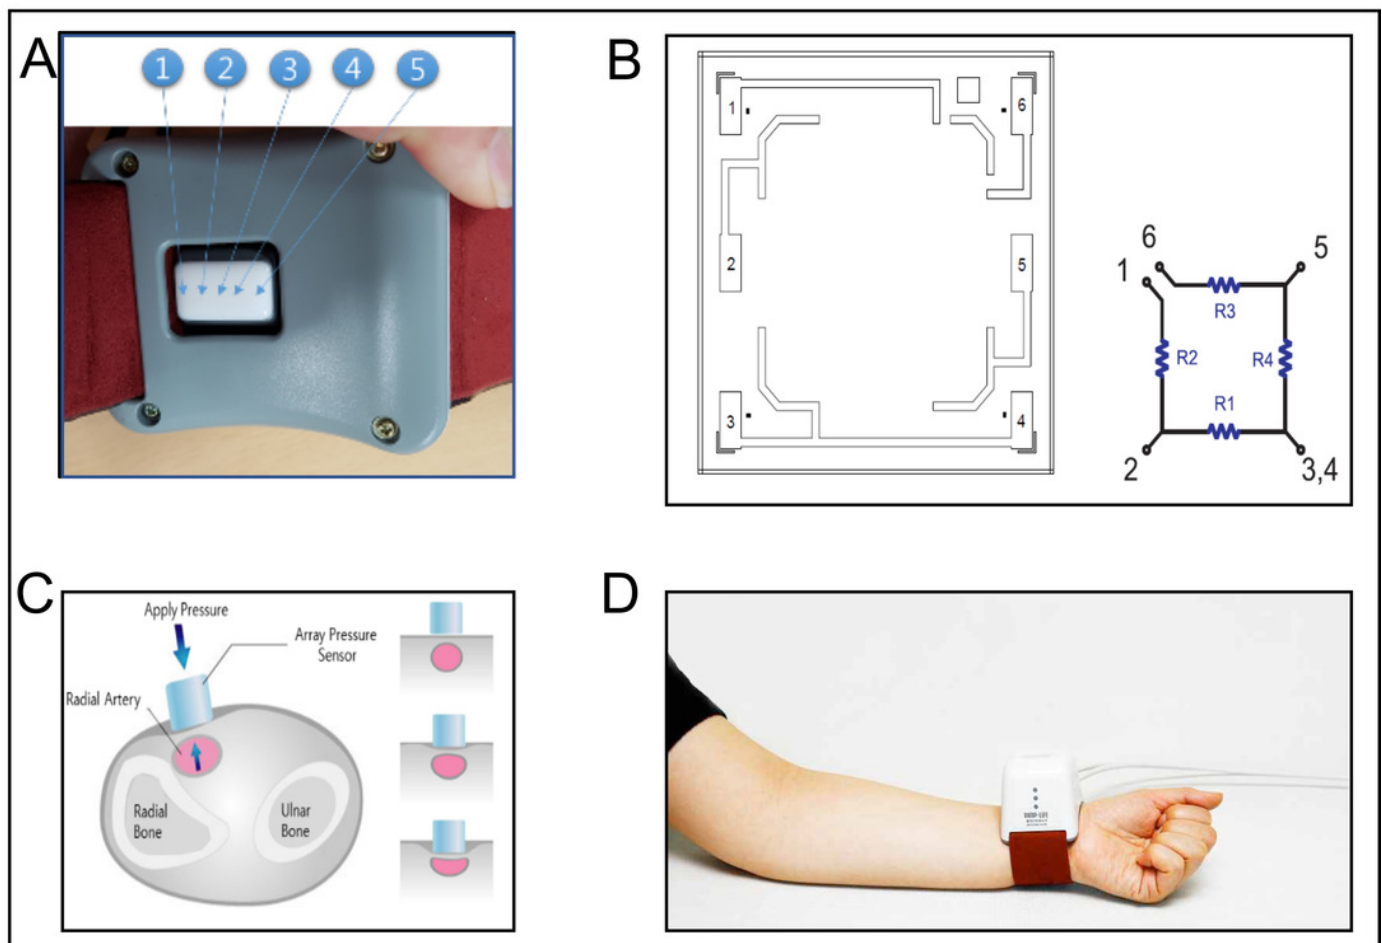 A
1 2 3 4 5
B
1
6
2
5
3
4
6
1
5
R3
R2
R4
R1
2
3,4
C
Apply Pressure
Array Pressure
Sensor
Radial Artery
Radial
Bone
Ulnar
Bone
D